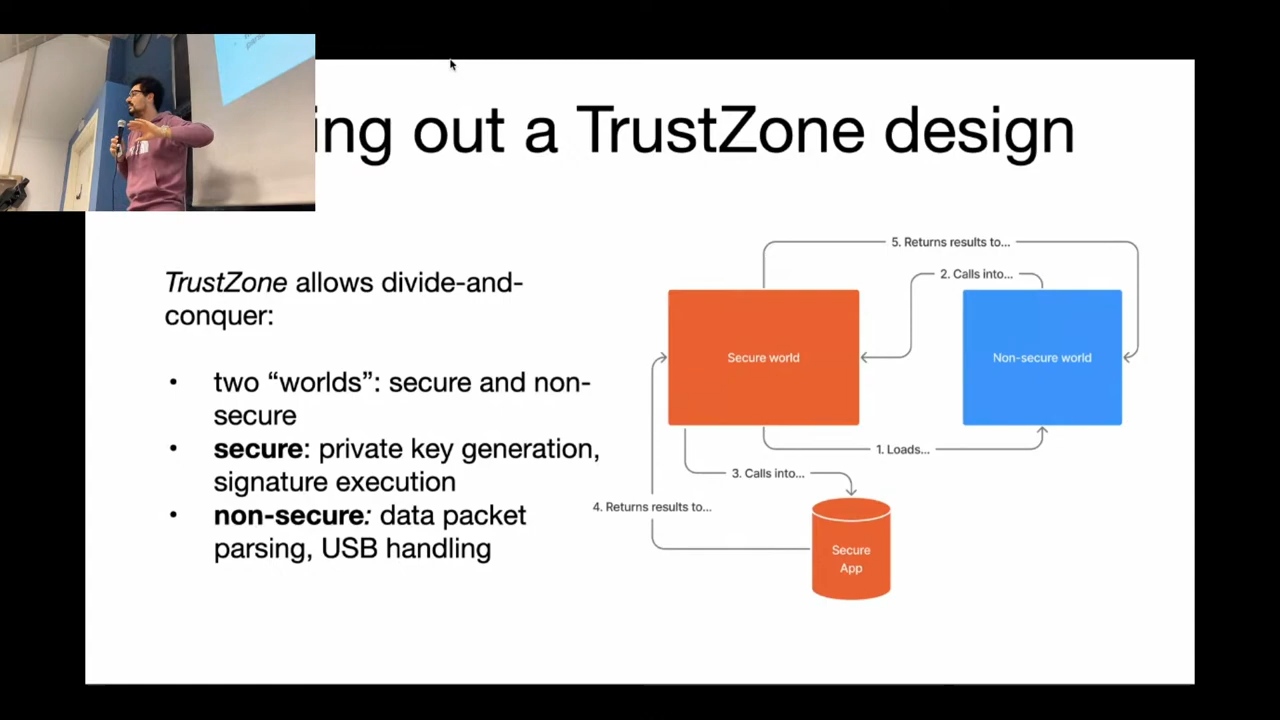 ing out a TrustZone design
TrustZone allows divide-and-
conquer:
• two “worlds”: secure and non-
secure
• secure: private key generation,
signature execution
• non-secure: data packet
parsing, USB handling
5. Returns results to...
2. Calls into...
Secure world
Non-secure world
1. Loads...
3. Calls into...
4. Returns results to...
Secure
App